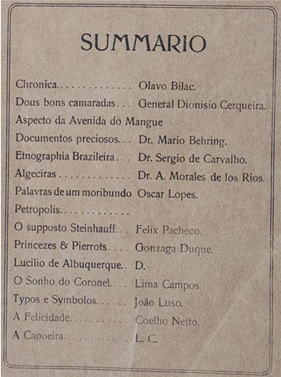 SUMMARIO
Chronica............. Olavo Bilac.
Dous bons camaradas... General Dionisio Cerqueira.
Aspecto da Avenida do Mangue
Documentos preciosos... Dr. Mario Behring.
Etnographia Brazileira... Dr. Sergio de Carvalho.
Algeciras............. Dr. A. Morales de los Rios.
Palavras de um moribundo Oscar Lopes.
Petropolis............
O supposto Steinhauff... Felix Pacheco.
Princezes & Pierrots.... Gonzaga Duque.
Lucilio de Albuquerque.. D.
O Sonho do Coronel.... Lima Campos.
Typos e Symbolos...... João Luso.
A Felicidade........... Coelho Netto.
A Capoeira............ L. C.